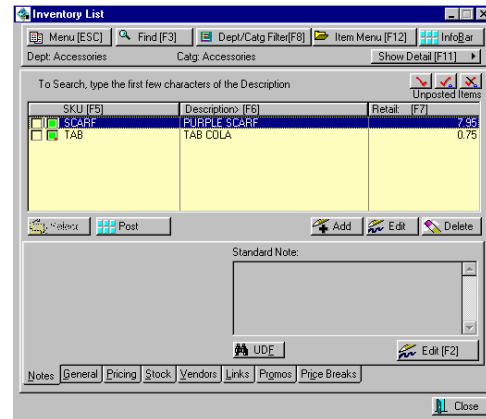 Inventory List
Menu [ESC] Find [F3] Dept/Catg Filter[F8] Item Menu [F12] InfoBar
Dept: Accessories Catg: Accessories Show Detail [F11]
To Search, type the first few characters of the Description
Unposted Items
SKU [F5] Description> [F6] Retail: [F7]
SCARF PURPLE SCARF 7.95
TAB TAB COLA 0.75
Select Post Add Edit Delete
Standard Note:
UDF Edit [F2]
Notes General Pricing Stock Vendors Links Promos Price Breaks
Close